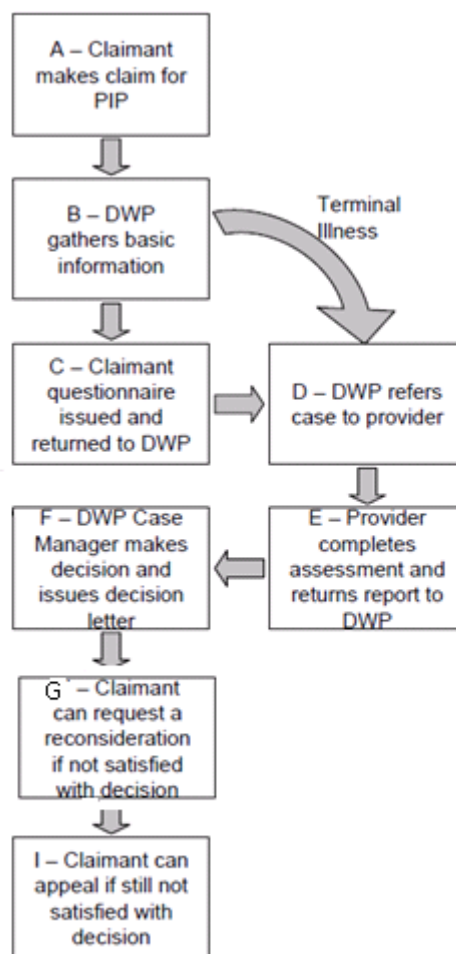 A – Claimant
makes claim for
PIP
B – DWP
gathers basic
information
Terminal
Illness
C – Claimant
questionnaire
issued and
returned to DWP
D – DWP refers
case to provider
E – Provider
completes
assessment and
returns report to
DWP
F – DWP Case
Manager makes
decision and
issues decision
letter
G – Claimant
can request a
reconsideration
if not satisfied
with decision
I – Claimant can
appeal if still not
satisfied with
decision